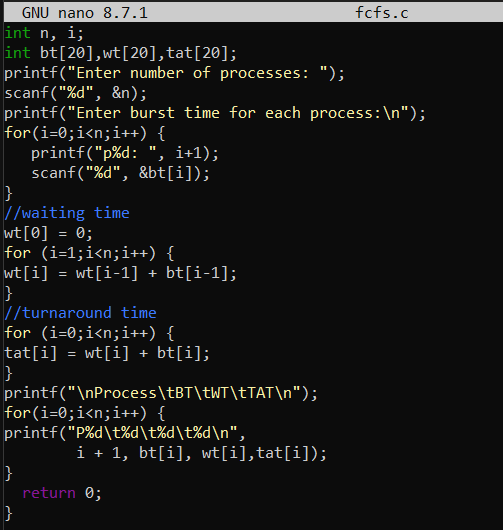 GNU nano 8.7.1 fcfs.c
int n, i;
int bt[20],wt[20],tat[20];
printf("Enter number of processes: ");
scanf("%d", &n);
printf("Enter burst time for each process:\n");
for(i=0;i<n;i++) {
   printf("p%d: ", i+1);
   scanf("%d", &bt[i]);
}
//waiting time
wt[0] = 0;
for (i=1;i<n;i++) {
wt[i] = wt[i-1] + bt[i-1];
}
//turnaround time
for (i=0;i<n;i++) {
tat[i] = wt[i] + bt[i];
}
printf("\nProcess\tBT\tWT\tTAT\n");
for(i=0;i<n;i++) {
printf("P%d\t%d\t%d\t%d\n",
        i + 1, bt[i], wt[i],tat[i]);
}
  return 0;
}